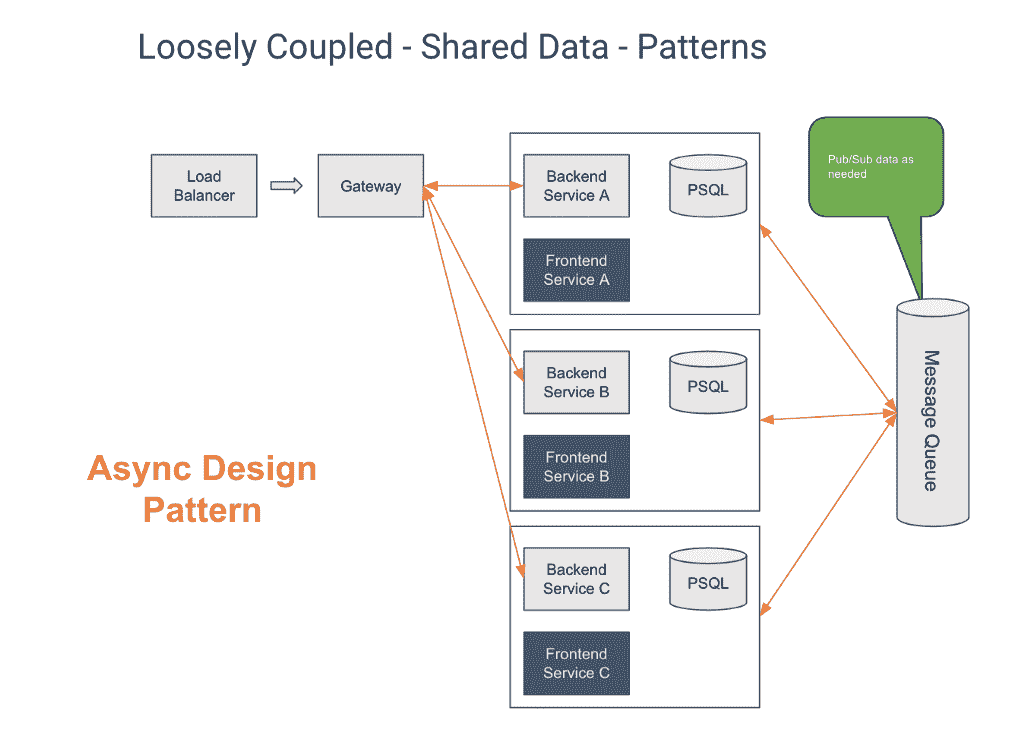 Loosely Coupled - Shared Data - Patterns
Load
Balancer
Gateway
Backend
Service A
PSQL
Frontend
Service A
Pub/Sub data as
needed
Backend
Service B
PSQL
Frontend
Service B
Message Queue
Async Design
Pattern
Backend
Service C
PSQL
Frontend
Service C